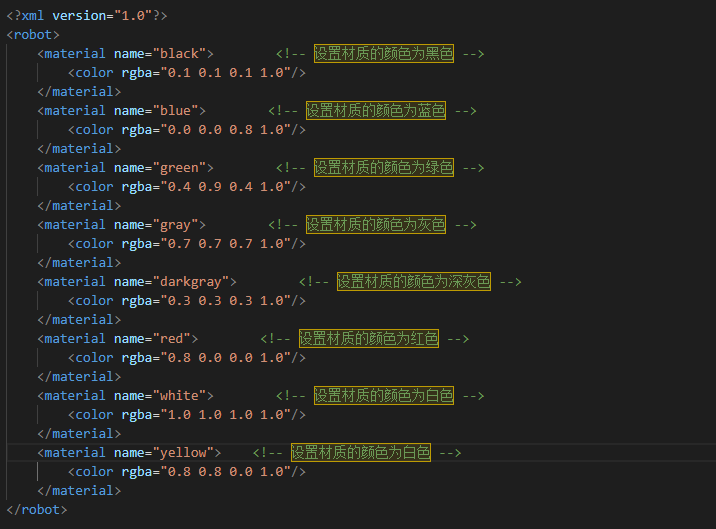 <?xml version="1.0"?>
<robot>
    <material name="black">        <!-- 设置材质的颜色为黑色 -->
        <color rgba="0.1 0.1 0.1 1.0"/>
    </material>
    <material name="blue">        <!-- 设置材质的颜色为蓝色 -->
        <color rgba="0.0 0.0 0.8 1.0"/>
    </material>
    <material name="green">        <!-- 设置材质的颜色为绿色 -->
        <color rgba="0.4 0.9 0.4 1.0"/>
    </material>
    <material name="gray">        <!-- 设置材质的颜色为灰色 -->
        <color rgba="0.7 0.7 0.7 1.0"/>
    </material>
    <material name="darkgray">        <!-- 设置材质的颜色为深灰色 -->
        <color rgba="0.3 0.3 0.3 1.0"/>
    </material>
    <material name="red">        <!-- 设置材质的颜色为红色 -->
        <color rgba="0.8 0.0 0.0 1.0"/>
    </material>
    <material name="white">        <!-- 设置材质的颜色为白色 -->
        <color rgba="1.0 1.0 1.0 1.0"/>
    </material>
    <material name="yellow">    <!-- 设置材质的颜色为白色 -->
        <color rgba="0.8 0.8 0.0 1.0"/>
    </material>
</robot>